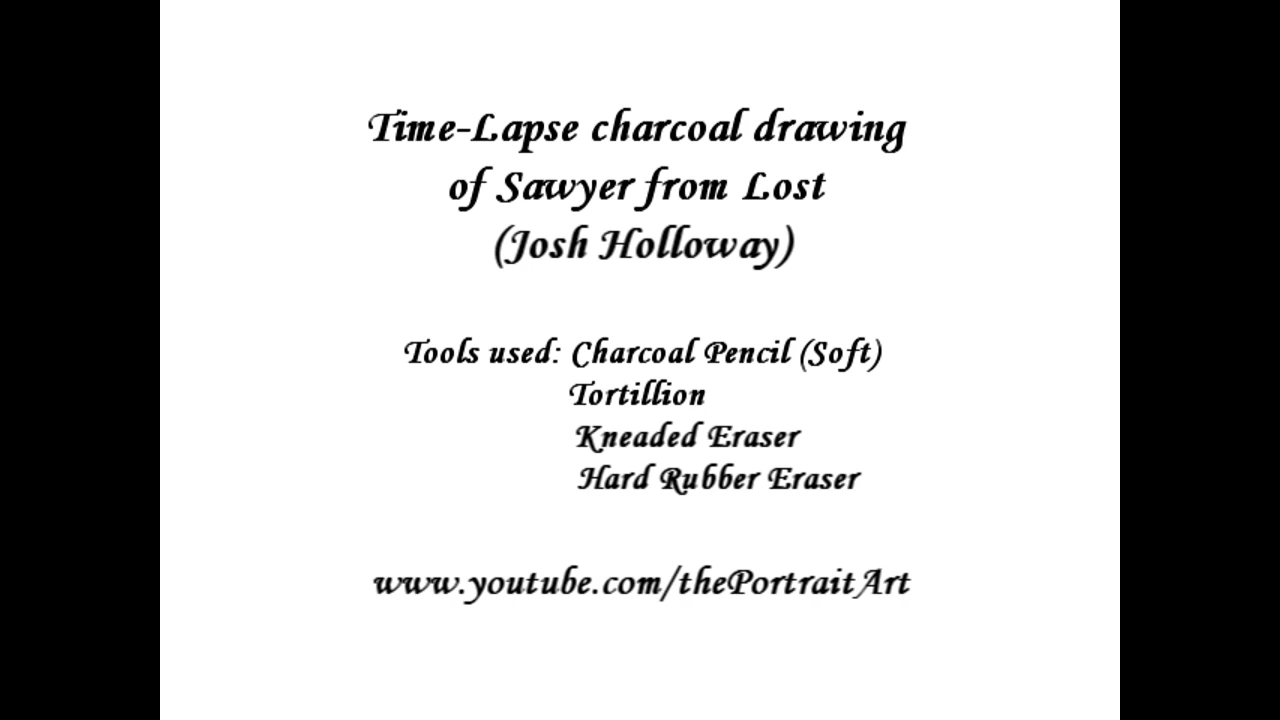 Time-Lapse charcoal drawing
of Sawyer from Lost
(Josh Holloway)
Tools used: Charcoal Pencil (Soft)
Tortillion
Kneaded Eraser
Hard Rubber Eraser
www.youtube.com/thePortraitArt